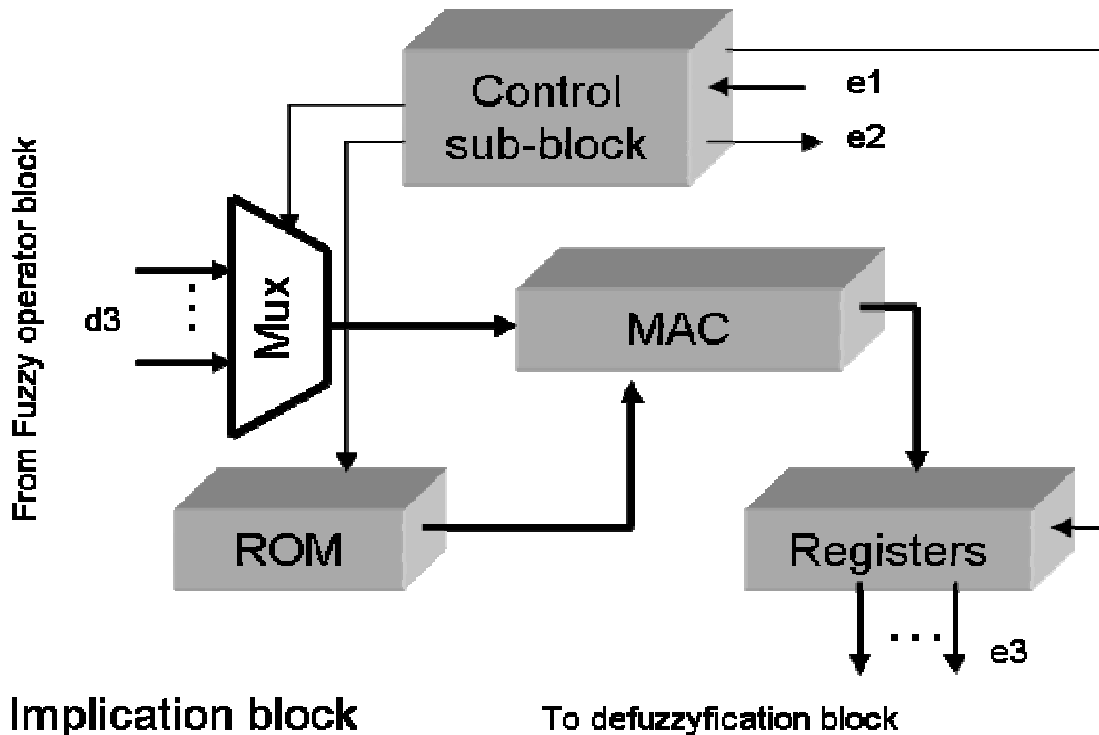 Control
sub-block
e1
e2
From Fuzzy operator block
d3
Mux
MAC
ROM
Registers
e3
Implication block
To defuzzyfication block